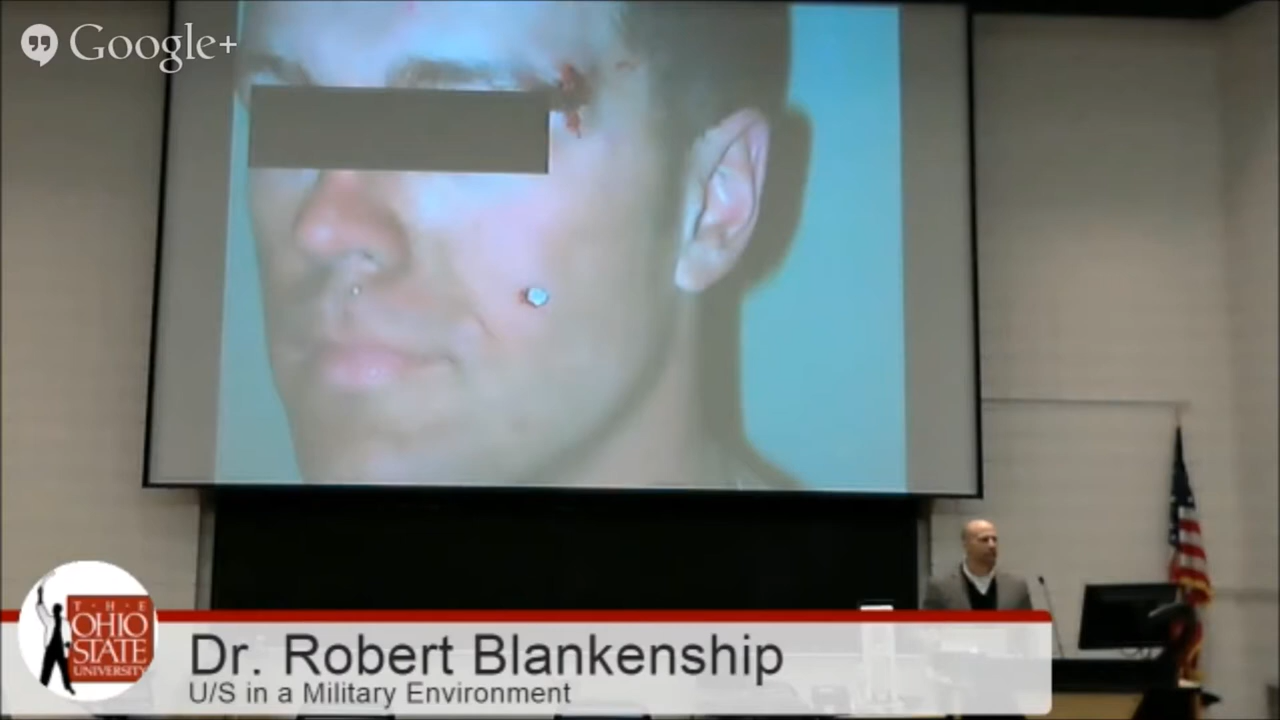 Google+
THE
OHIO
STATE
UNIVERSITY
Dr. Robert Blankenship
U/S in a Military Environment